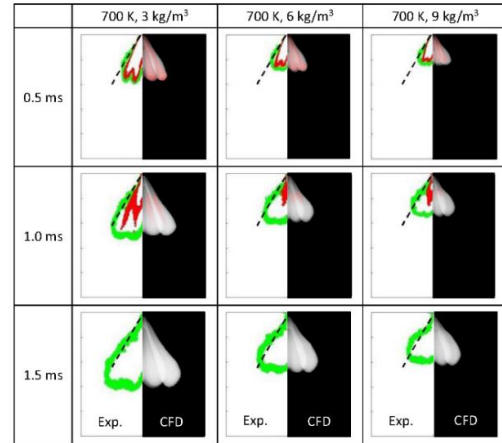 700 K, 3 kg/m³ 700 K, 6 kg/m³ 700 K, 9 kg/m³
0.5 ms
1.0 ms
1.5 ms
Exp. CFD Exp. CFD Exp. CFD